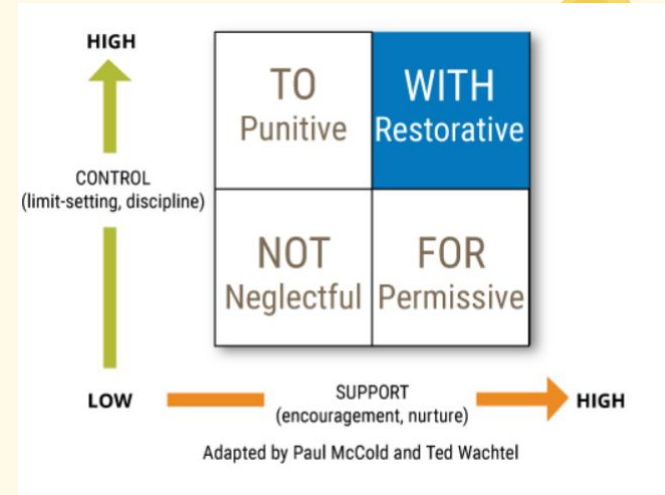 HIGH
TO
Punitive
WITH
Restorative
CONTROL
(limit-setting, discipline)
NOT
Neglectful
FOR
Permissive
LOW
SUPPORT
(encouragement, nurture)
HIGH
Adapted by Paul McCold and Ted Wachtel